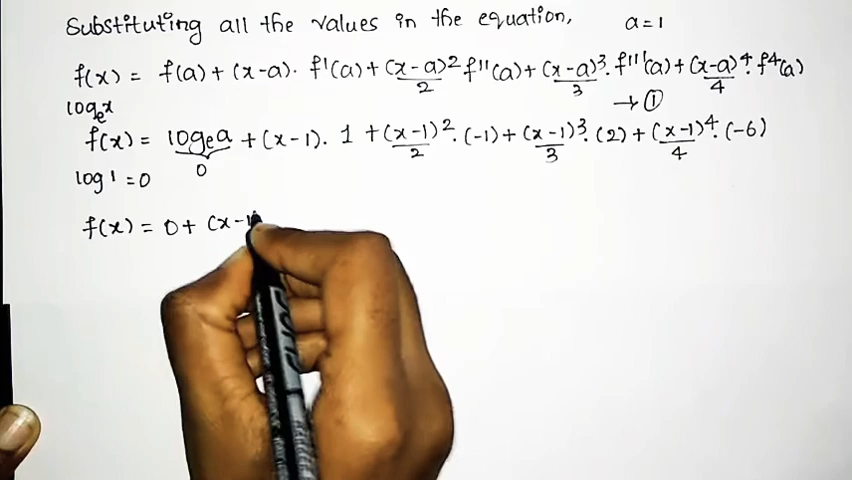 Substituting all the values in the equation, a=1
f(x) = f(a) + (x-a). f'(a) + (x-a)²/2 f''(a) + (x-a)³/3 . f'''(a) + (x-a)⁴/4 . f⁴(a)
→ ①
logₑx
f(x) = logₑa + (x-1). 1 + (x-1)²/2 . (-1) + (x-1)³/3 . (2) + (x-1)⁴/4 . (-6)
0
log 1 = 0
f(x) = 0 + (x-1